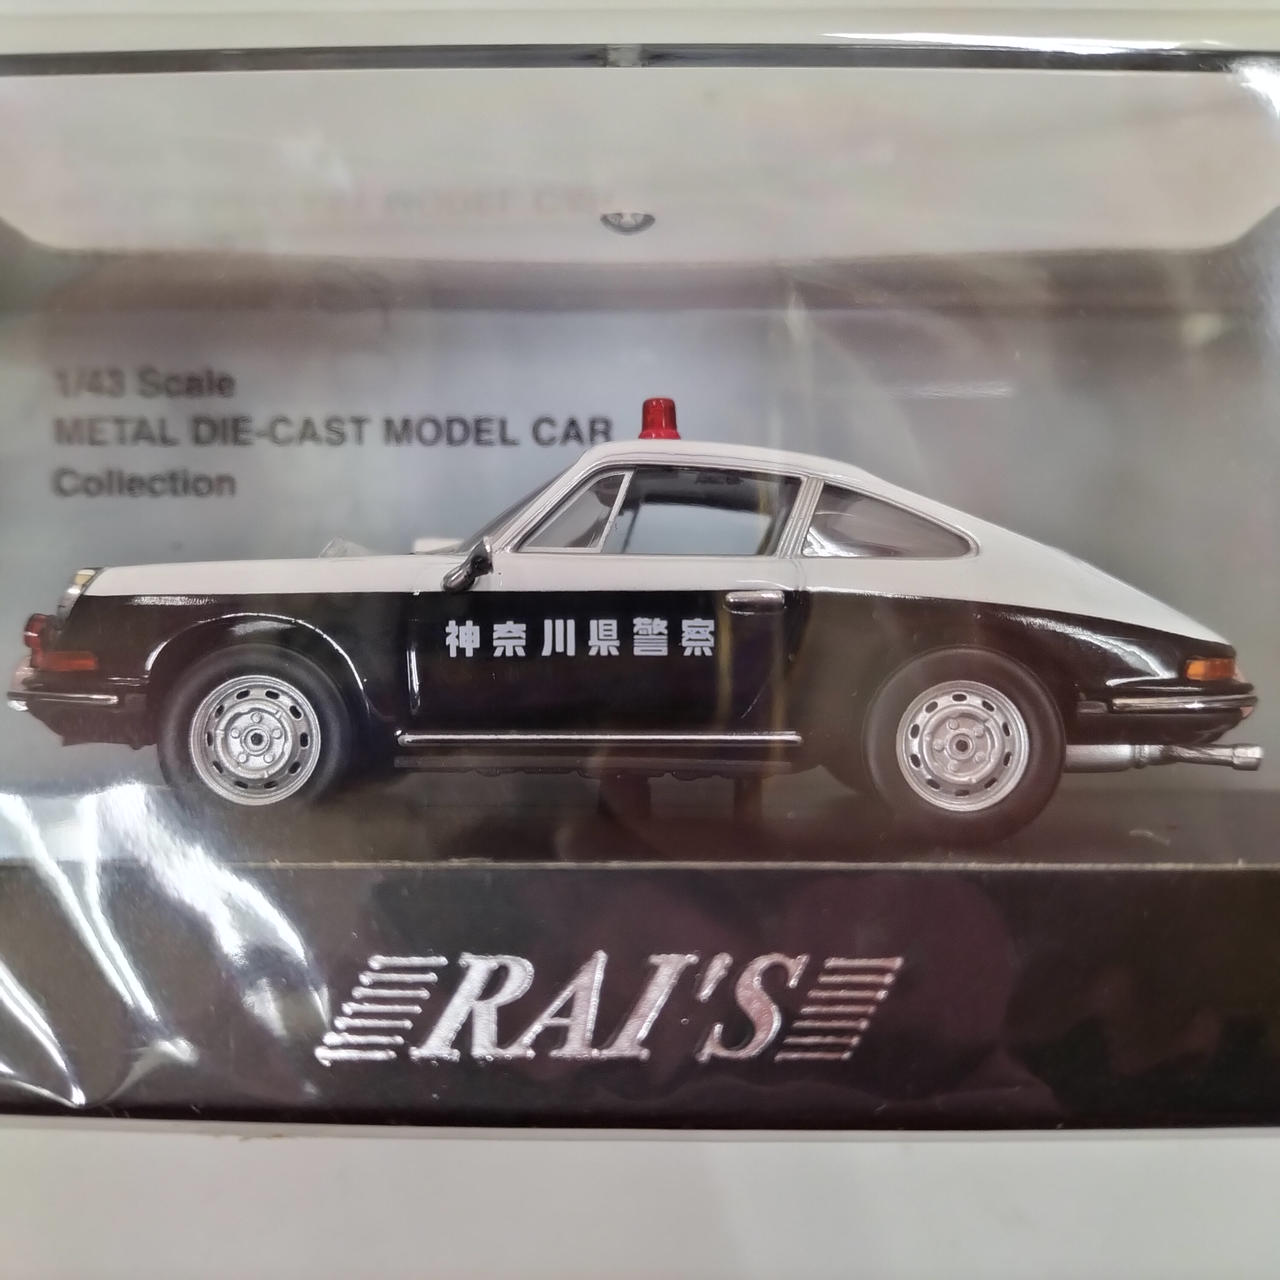 1/43 Scale
METAL DIE-CAST MODEL CAR
Collection
神奈川県警察
RAI'S